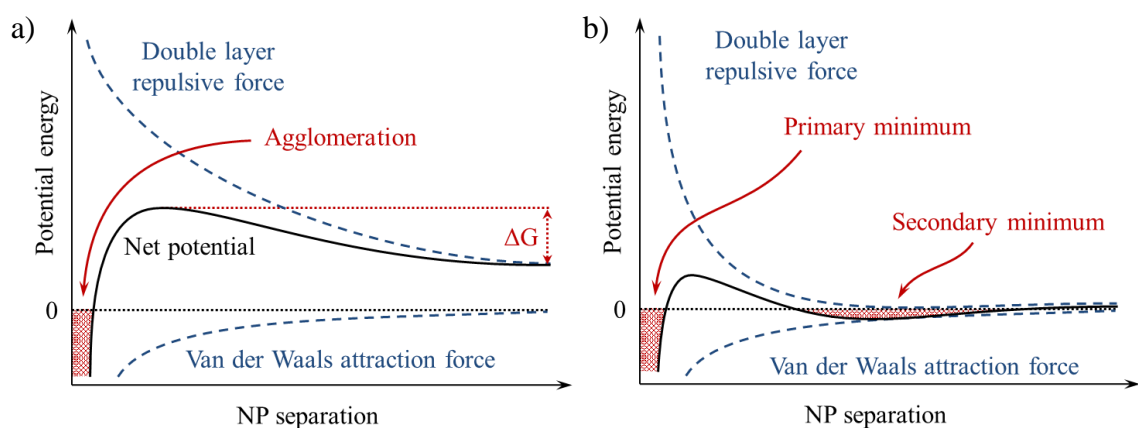 a)
Potential energy
Double layer
repulsive force
Agglomeration
Net potential
ΔG
0
Van der Waals attraction force
NP separation
b)
Potential energy
Double layer
repulsive force
Primary minimum
Secondary minimum
0
Van der Waals attraction force
NP separation